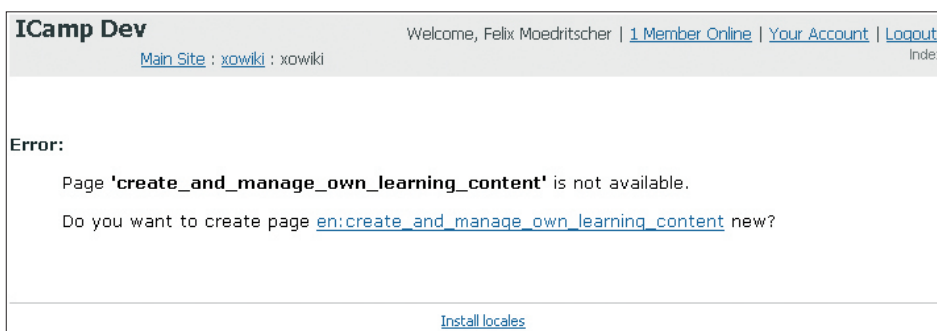 ICamp Dev
Welcome, Felix Moedritscher | 1 Member Online | Your Account | Logout
Main Site : xowiki : xowiki
Index
Error:
Page 'create_and_manage_own_learning_content' is not available.
Do you want to create page en:create_and_manage_own_learning_content new?
Install locales